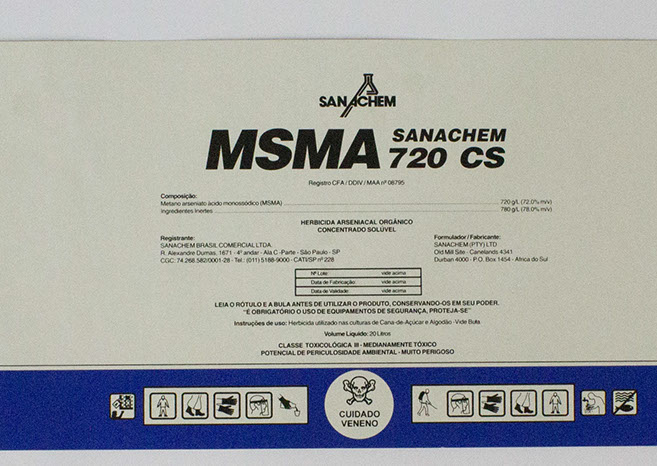 SANACHEM
MSMA SANACHEM 720 CS
Registro CFA / DDIV / MAA nº 08795
Composição:
Metano arseniato ácido monossódico (MSMA) 720 g/L (72.0% m/v)
Ingredientes Inertes 780 g/L (78.0% m/v)
HERBICIDA ARSENIACAL ORGÂNICO
CONCENTRADO SOLÚVEL
Registrante:
SANACHEM BRASIL COMERCIAL LTDA.
R. Alexandre Dumas, 1671 - 4º andar - Ala C -Parte - São Paulo - SP
CGC: 74.268.582/0001-28 - Tel.: (011) 5188-9000 - CATI/SP nº 228
Formulador / Fabricante:
SANACHEM (PTY) LTD
Old Mill Site - Canelands 4341
Durban 4000 - P.O. Box 1454 - Africa do Sul
Nº Lote: vide acima
Data de Fabricação: vide acima
Data de Validade: vide acima
LEIA O RÓTULO E A BULA ANTES DE UTILIZAR O PRODUTO, CONSERVANDO-OS EM SEU PODER.
"É OBRIGATÓRIO O USO DE EQUIPAMENTOS DE SEGURANÇA, PROTEJA-SE"
Instruções de uso: Herbicida utilizado nas culturas de Cana-de-Açúcar e Algodão -Vide Bula.
Volume Líquido: 20 Litros
CLASSE TOXICOLÓGICA III - MEDIANAMENTE TÓXICO
POTENCIAL DE PERICULOSIDADE AMBIENTAL - MUITO PERIGOSO
CUIDADO
VENENO